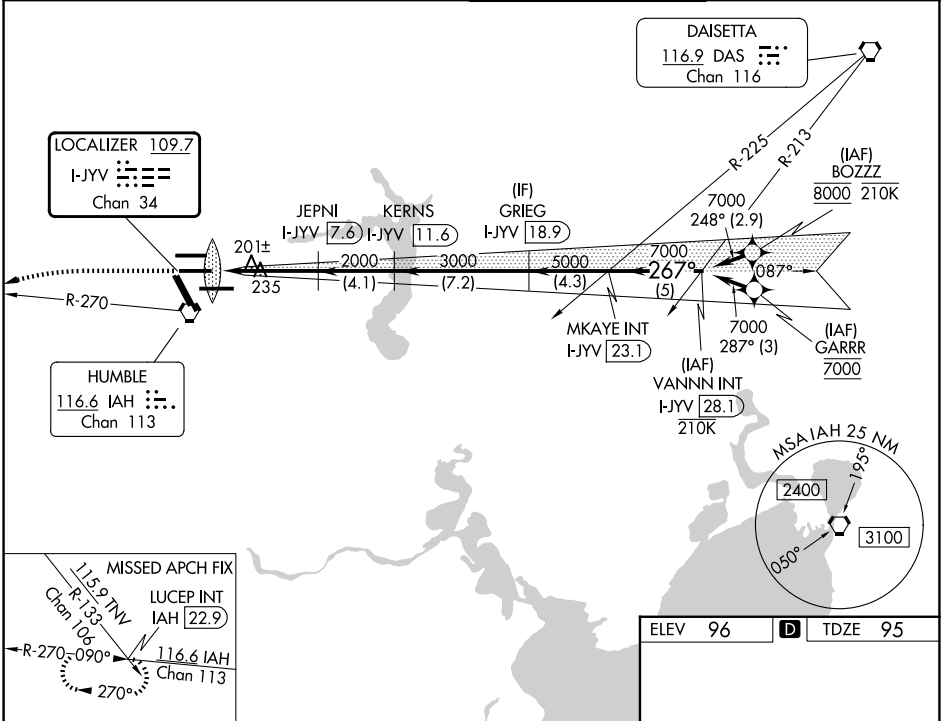 DAISETTA
116.9 DAS
Chan 116
LOCALIZER 109.7
I-JYV
Chan 34
R-225
R-213
(IAF)
BOZZZ
8000 210K
7000
248° (2.9)
(IF)
GRIEG
I-JYV 18.9
JEPNI
I-JYV 7.6
KERNS
I-JYV 11.6
201±
235
2000
(4.1)
3000
(7.2)
5000
(4.3)
7000
267°
(5)
087°
R-270
MKAYE INT
I-JYV 23.1
7000
287° (3)
(IAF)
GARRR
7000
(IAF)
VANNN INT
I-JYV 28.1
210K
HUMBLE
116.6 IAH
Chan 113
MSA IAH 25 NM
195°
2400
3100
050°
MISSED APCH FIX
115.9 TNV
R-133
Chan 106
LUCEP INT
IAH 22.9
R-270
090°
116.6 IAH
Chan 113
270°
ELEV 96 D TDZE 95